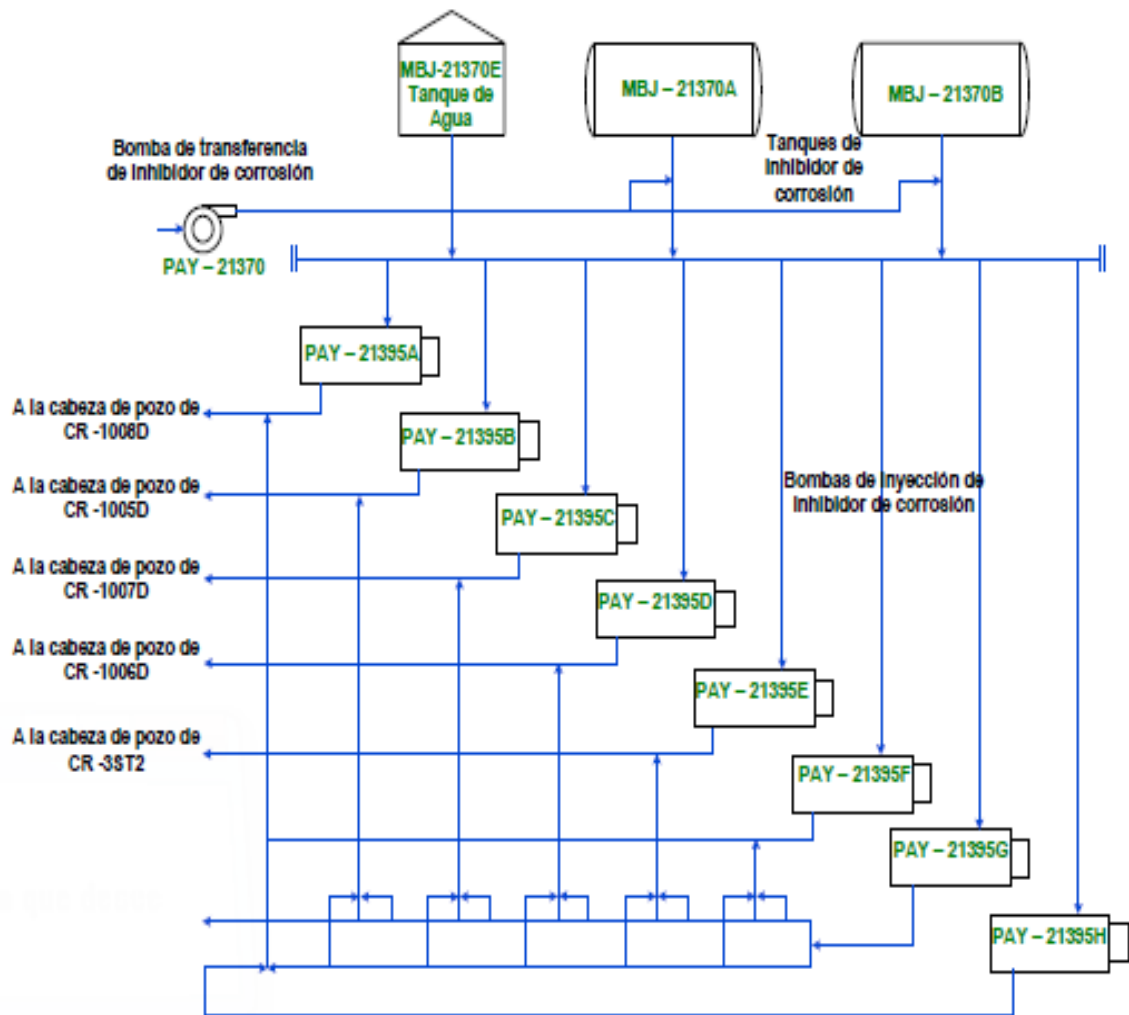 MBJ-21370E
Tanque de
Agua
MBJ – 21370A
MBJ – 21370B
Bomba de transferencia
de inhibidor de corrosión
Tanques de
inhibidor de
corrosión
PAY – 21370
PAY – 21395A
A la cabeza de pozo de
CR -1008D
PAY – 21395B
A la cabeza de pozo de
CR -1005D
Bombas de inyección de
inhibidor de corrosión
PAY – 21395C
A la cabeza de pozo de
CR -1007D
PAY – 21395D
A la cabeza de pozo de
CR -1006D
PAY – 21395E
A la cabeza de pozo de
CR -3ST2
PAY – 21395F
PAY – 21395G
que desea
PAY – 21395H